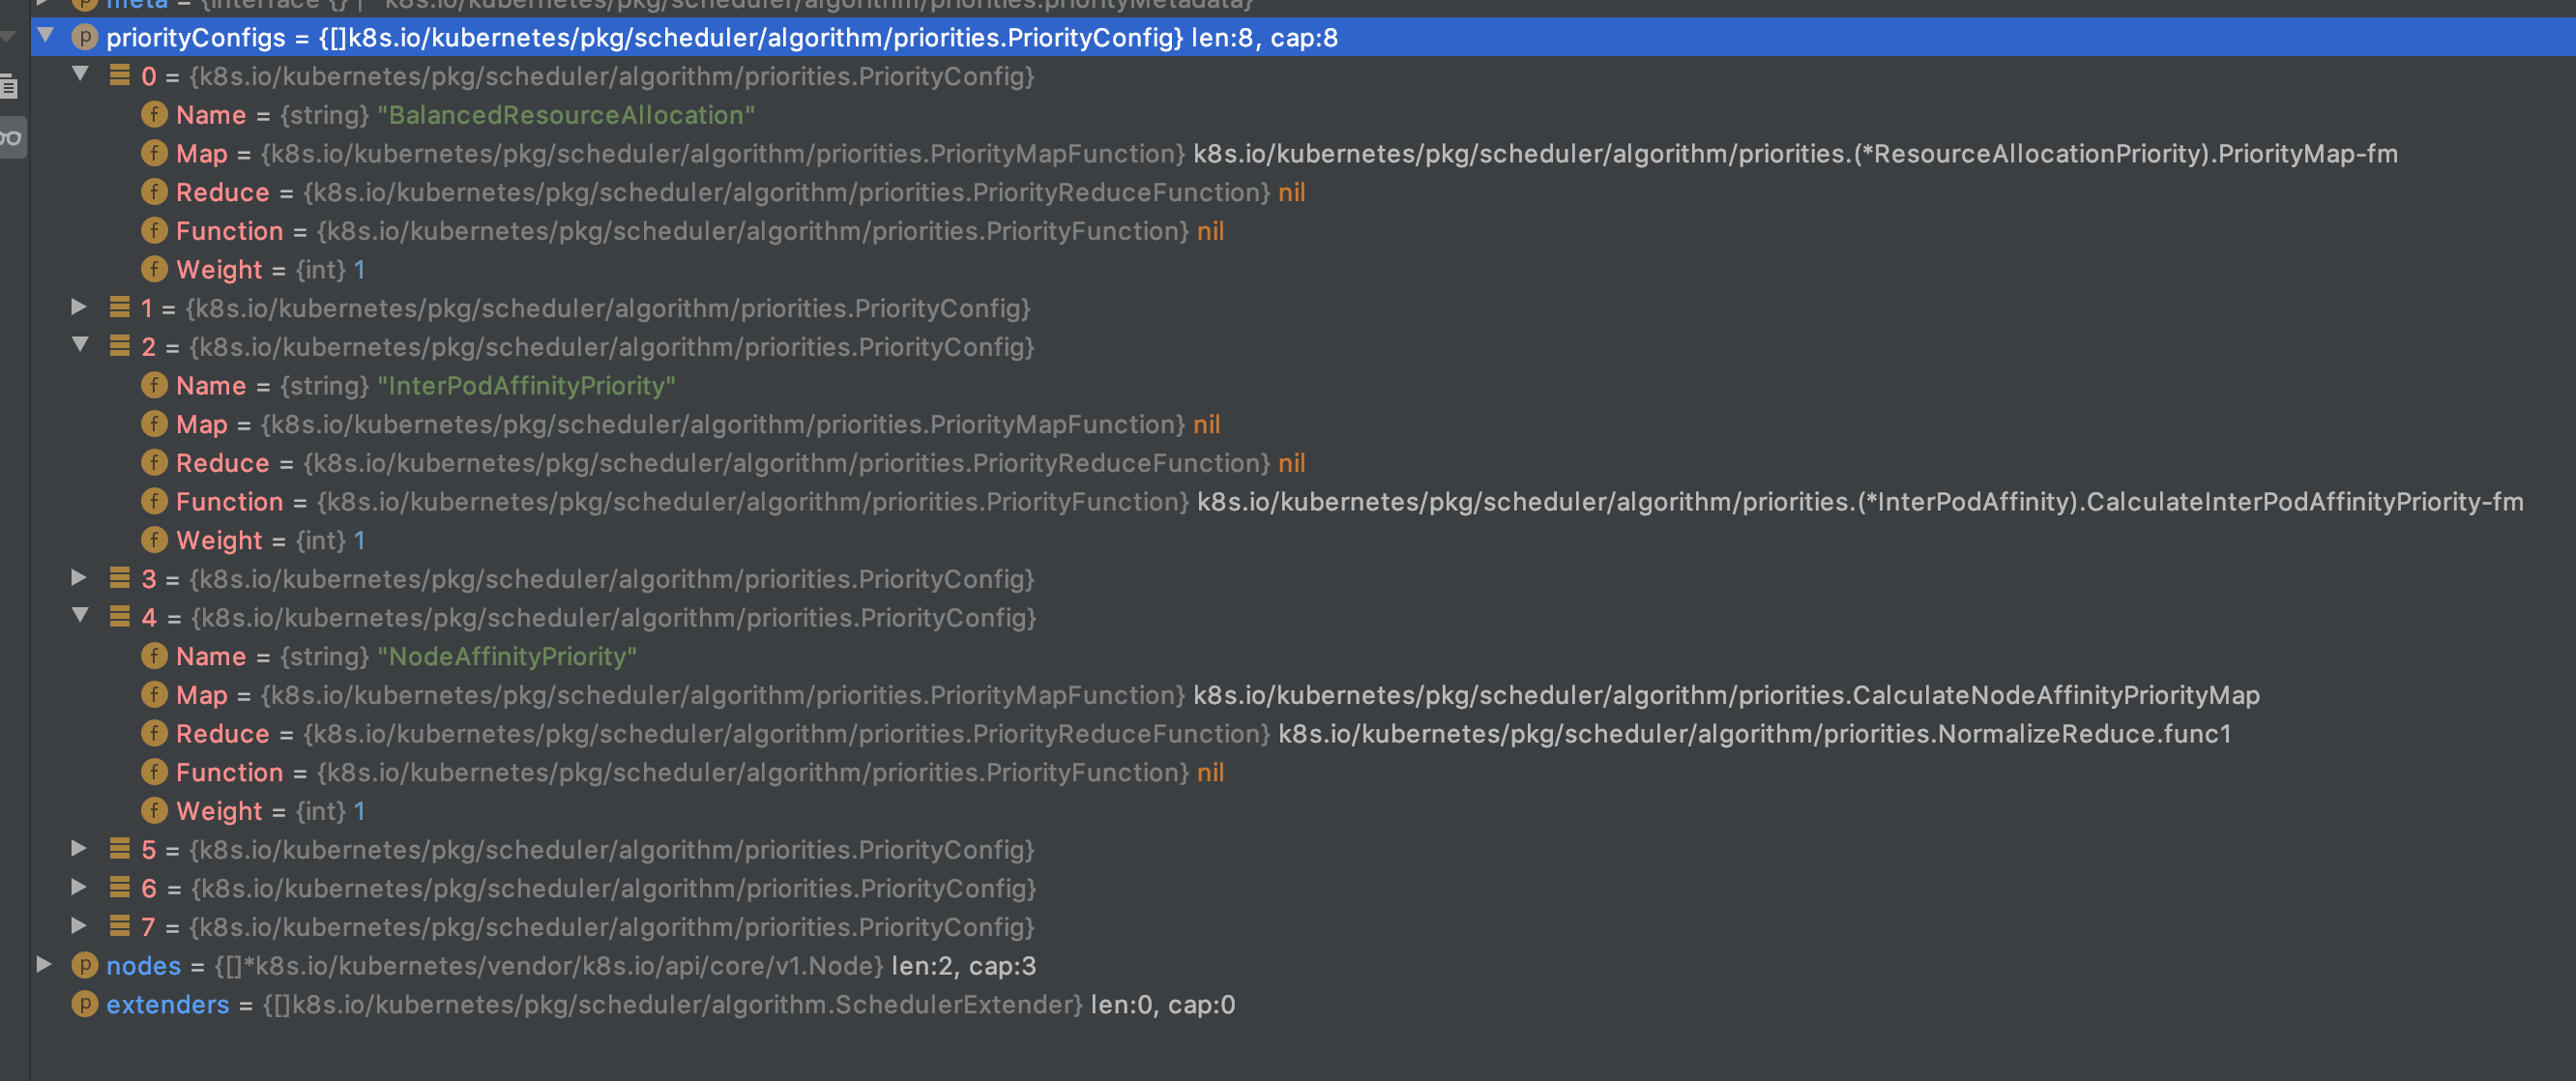 meta = {interface {} | *k8s.io/kubernetes/pkg/scheduler/algorithm/priorities.priorityMetadata}
p priorityConfigs = {[]k8s.io/kubernetes/pkg/scheduler/algorithm/priorities.PriorityConfig} len:8, cap:8
0 = {k8s.io/kubernetes/pkg/scheduler/algorithm/priorities.PriorityConfig}
f Name = {string} "BalancedResourceAllocation"
f Map = {k8s.io/kubernetes/pkg/scheduler/algorithm/priorities.PriorityMapFunction} k8s.io/kubernetes/pkg/scheduler/algorithm/priorities.(*ResourceAllocationPriority).PriorityMap-fm
f Reduce = {k8s.io/kubernetes/pkg/scheduler/algorithm/priorities.PriorityReduceFunction} nil
f Function = {k8s.io/kubernetes/pkg/scheduler/algorithm/priorities.PriorityFunction} nil
f Weight = {int} 1
1 = {k8s.io/kubernetes/pkg/scheduler/algorithm/priorities.PriorityConfig}
2 = {k8s.io/kubernetes/pkg/scheduler/algorithm/priorities.PriorityConfig}
f Name = {string} "InterPodAffinityPriority"
f Map = {k8s.io/kubernetes/pkg/scheduler/algorithm/priorities.PriorityMapFunction} nil
f Reduce = {k8s.io/kubernetes/pkg/scheduler/algorithm/priorities.PriorityReduceFunction} nil
f Function = {k8s.io/kubernetes/pkg/scheduler/algorithm/priorities.PriorityFunction} k8s.io/kubernetes/pkg/scheduler/algorithm/priorities.(*InterPodAffinity).CalculateInterPodAffinityPriority-fm
f Weight = {int} 1
3 = {k8s.io/kubernetes/pkg/scheduler/algorithm/priorities.PriorityConfig}
4 = {k8s.io/kubernetes/pkg/scheduler/algorithm/priorities.PriorityConfig}
f Name = {string} "NodeAffinityPriority"
f Map = {k8s.io/kubernetes/pkg/scheduler/algorithm/priorities.PriorityMapFunction} k8s.io/kubernetes/pkg/scheduler/algorithm/priorities.CalculateNodeAffinityPriorityMap
f Reduce = {k8s.io/kubernetes/pkg/scheduler/algorithm/priorities.PriorityReduceFunction} k8s.io/kubernetes/pkg/scheduler/algorithm/priorities.NormalizeReduce.func1
f Function = {k8s.io/kubernetes/pkg/scheduler/algorithm/priorities.PriorityFunction} nil
f Weight = {int} 1
5 = {k8s.io/kubernetes/pkg/scheduler/algorithm/priorities.PriorityConfig}
6 = {k8s.io/kubernetes/pkg/scheduler/algorithm/priorities.PriorityConfig}
7 = {k8s.io/kubernetes/pkg/scheduler/algorithm/priorities.PriorityConfig}
p nodes = {[]*k8s.io/kubernetes/vendor/k8s.io/api/core/v1.Node} len:2, cap:3
p extenders = {[]k8s.io/kubernetes/pkg/scheduler/algorithm.SchedulerExtender} len:0, cap:0